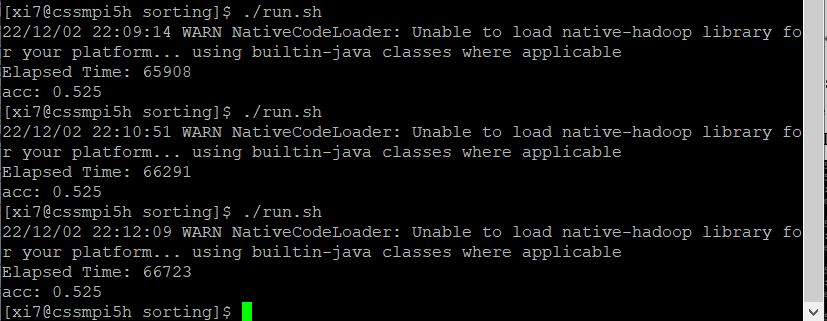 [xi7@cssmpi5h sorting]$ ./run.sh
22/12/02 22:09:14 WARN NativeCodeLoader: Unable to load native-hadoop library fo
r your platform... using builtin-java classes where applicable
Elapsed Time: 65908
acc: 0.525
[xi7@cssmpi5h sorting]$ ./run.sh
22/12/02 22:10:51 WARN NativeCodeLoader: Unable to load native-hadoop library fo
r your platform... using builtin-java classes where applicable
Elapsed Time: 66291
acc: 0.525
[xi7@cssmpi5h sorting]$ ./run.sh
22/12/02 22:12:09 WARN NativeCodeLoader: Unable to load native-hadoop library fo
r your platform... using builtin-java classes where applicable
Elapsed Time: 66723
acc: 0.525
[xi7@cssmpi5h sorting]$